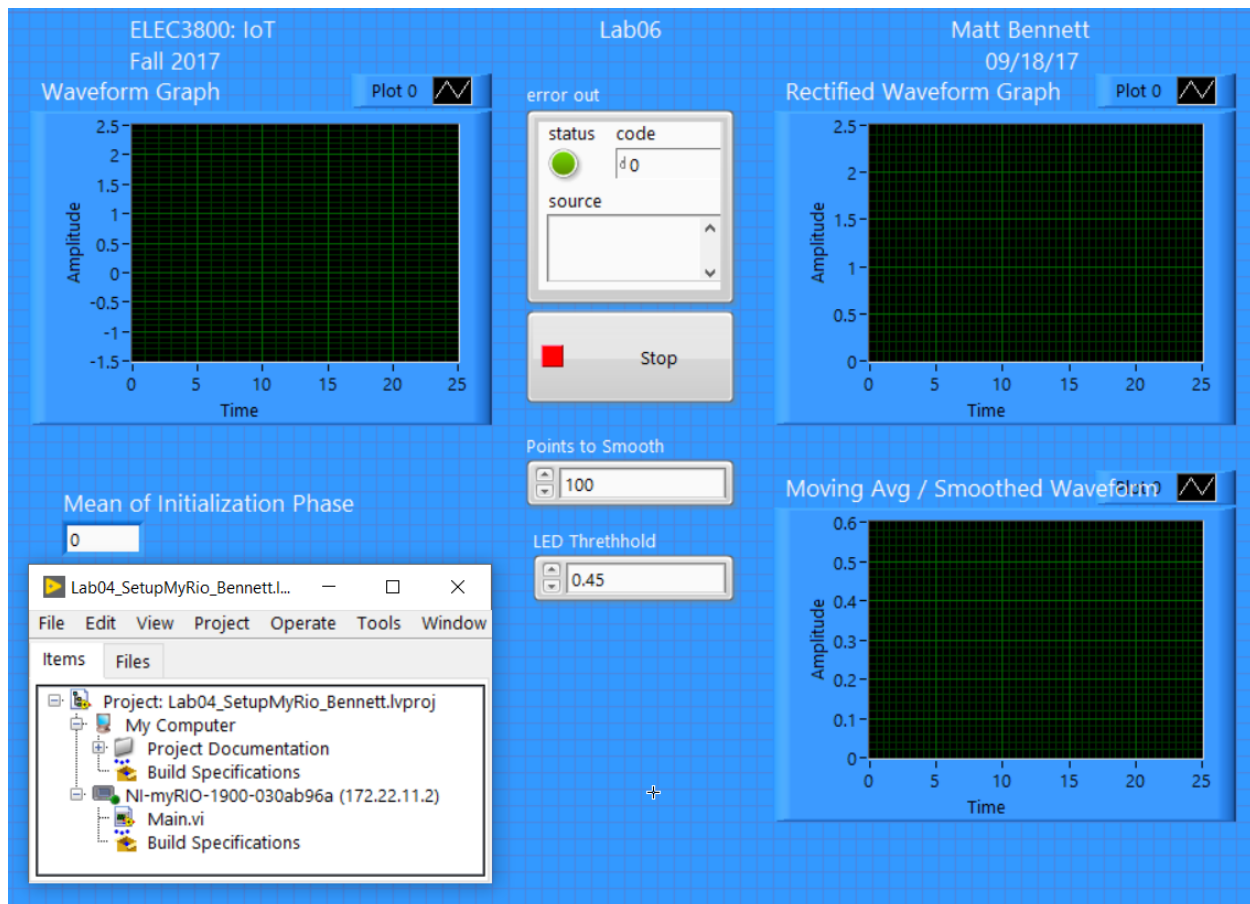 ELEC3800: IoT
Fall 2017
Lab06
Matt Bennett
09/18/17
Waveform Graph
Plot 0
2.5
2
1.5
1
0.5
0
-0.5
-1
-1.5
Amplitude
0 5 10 15 20 25
Time
error out
status code
d 0
source
Stop
Rectified Waveform Graph
Plot 0
2.5
2
1.5
1
0.5
0
Amplitude
0 5 10 15 20 25
Time
Points to Smooth
100
LED Threthhold
0.45
Mean of Initialization Phase
0
Moving Avg / Smoothed Waveform
Plot 0
0.6
0.5
0.4
0.3
0.2
0.1
0
Amplitude
0 5 10 15 20 25
Time
Lab04_SetupMyRio_Bennett.l...
File Edit View Project Operate Tools Window
Items Files
Project: Lab04_SetupMyRio_Bennett.lvproj
My Computer
Project Documentation
Build Specifications
NI-myRIO-1900-030ab96a (172.22.11.2)
Main.vi
Build Specifications